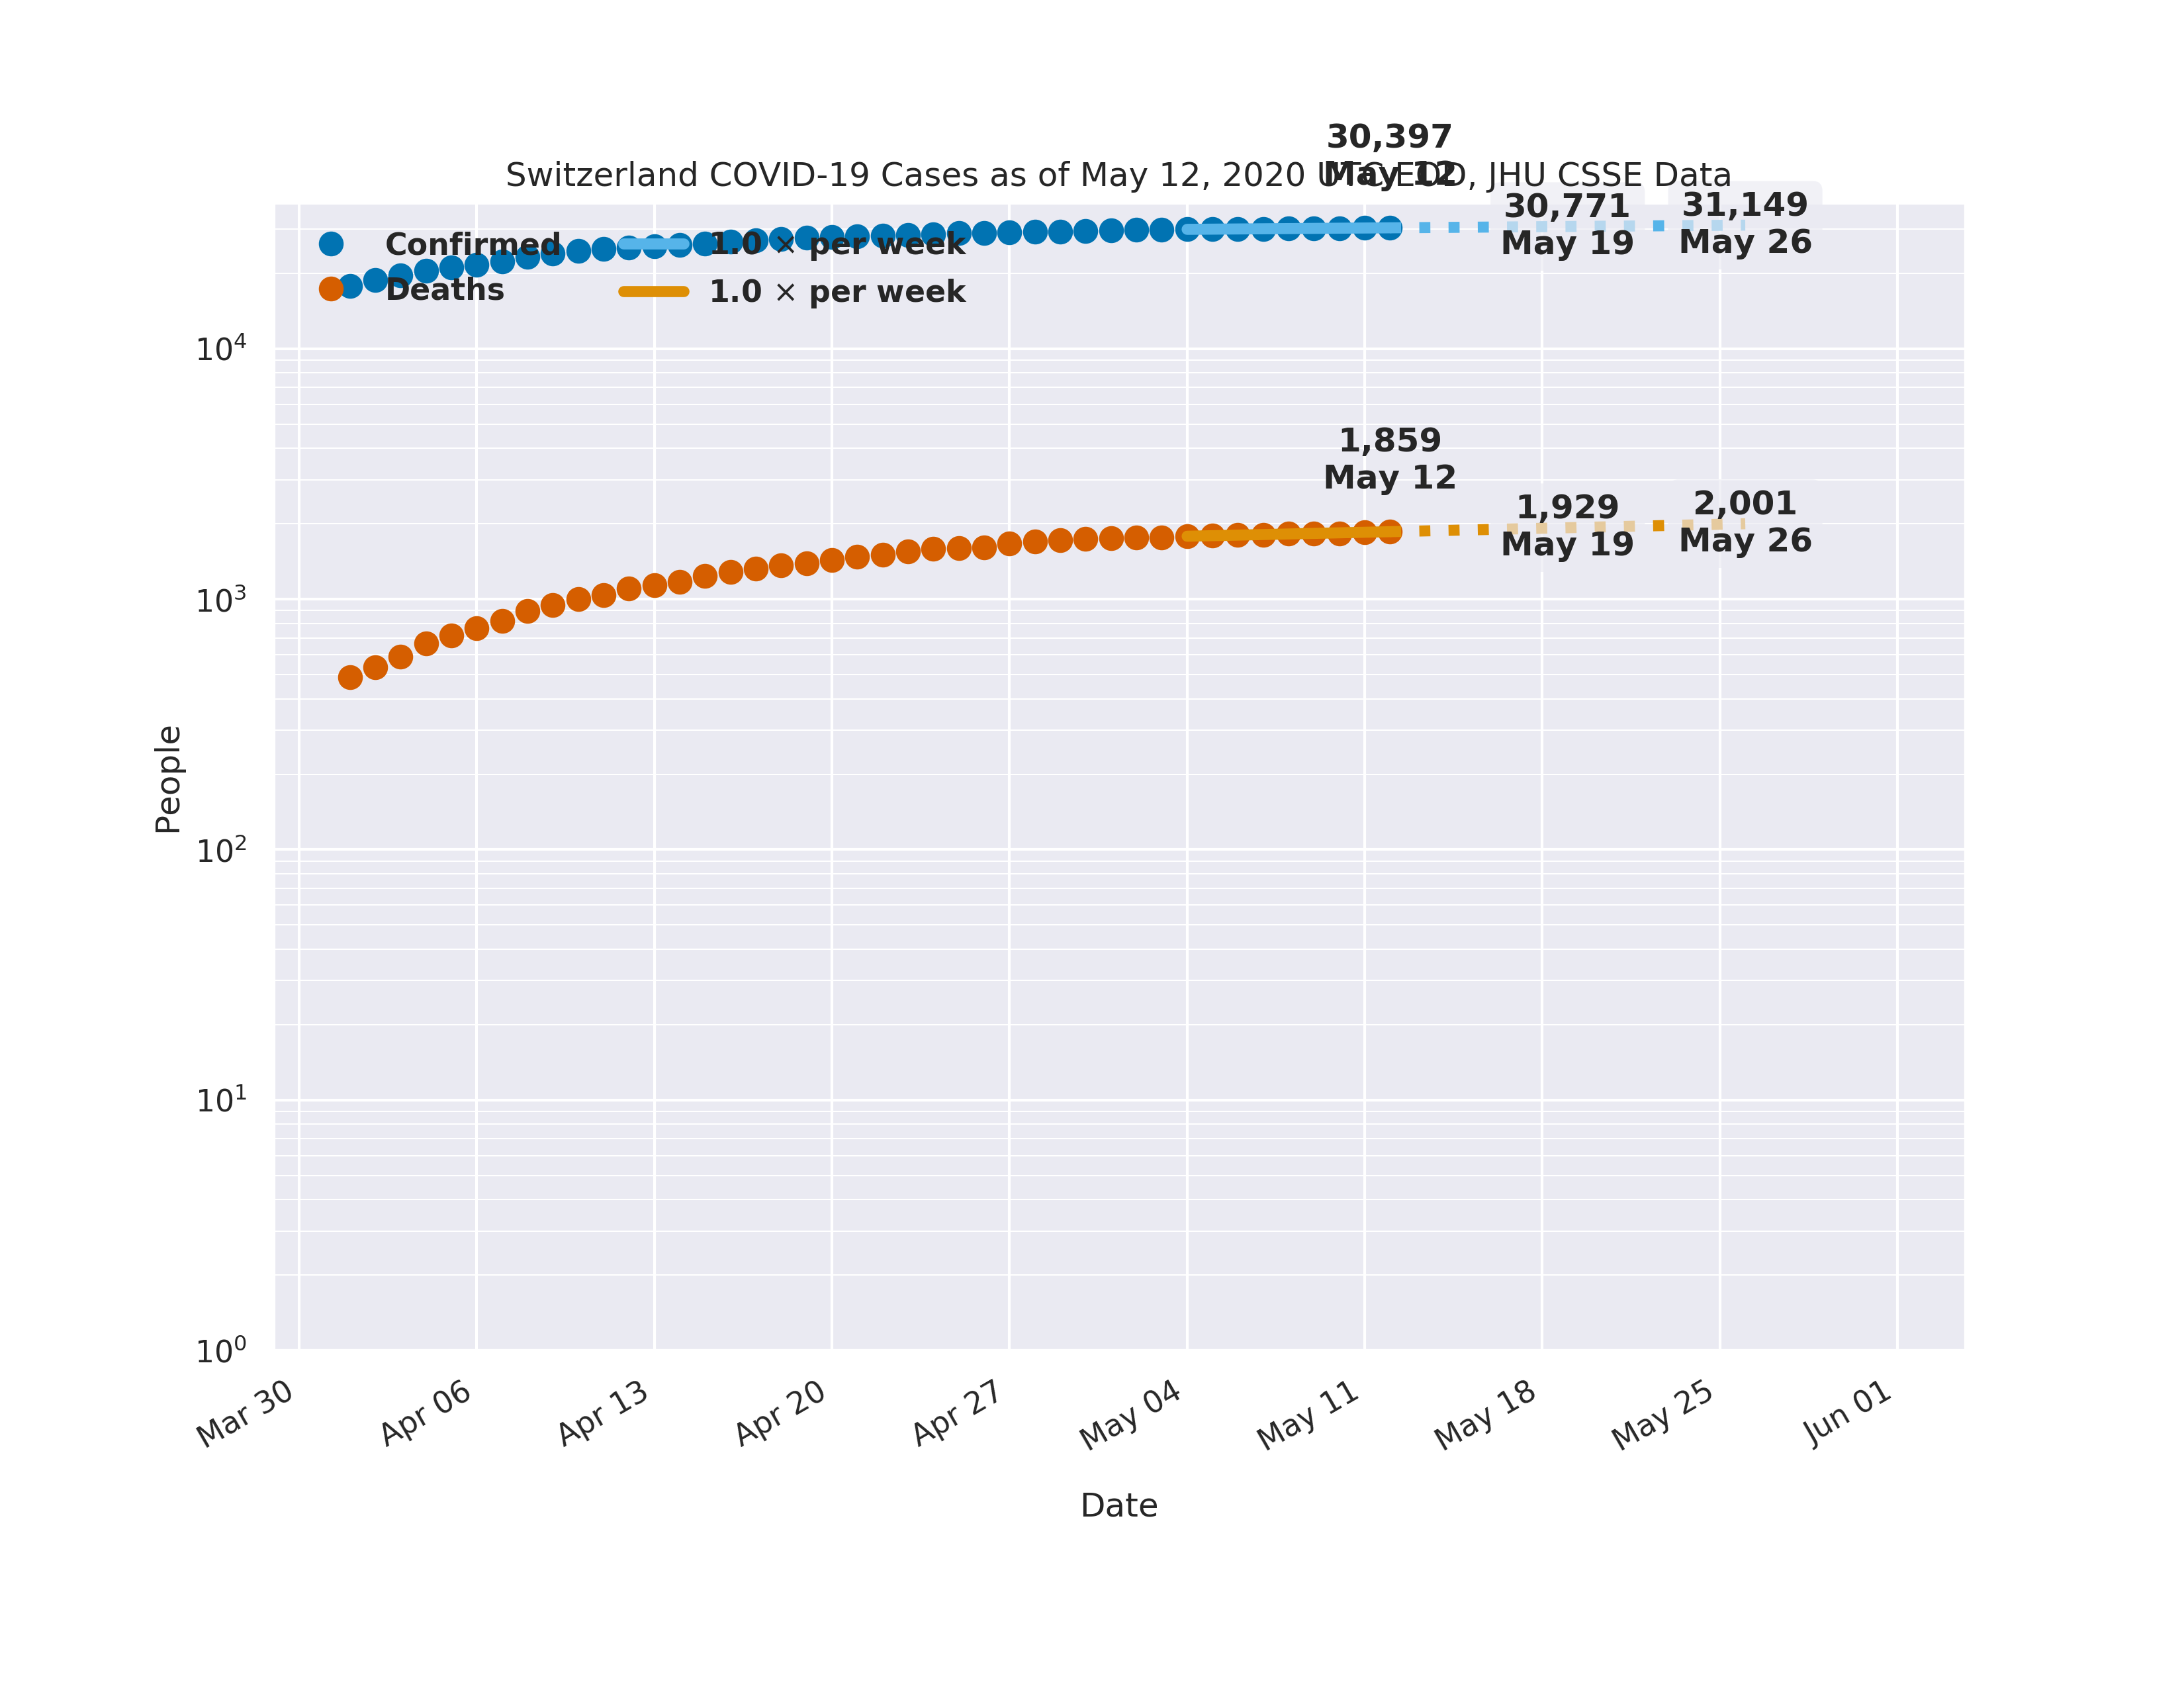 30,397
May 12
Switzerland COVID-19 Cases as of May 12, 2020 UTC EOD, JHU CSSE Data
30,771
May 19
31,149
May 26
Confirmed
Deaths
1.0 × per week
1.0 × per week
1,859
May 12
1,929
May 19
2,001
May 26
10⁴
10³
10²
10¹
10⁰
People
Mar 30
Apr 06
Apr 13
Apr 20
Apr 27
May 04
May 11
May 18
May 25
Jun 01
Date